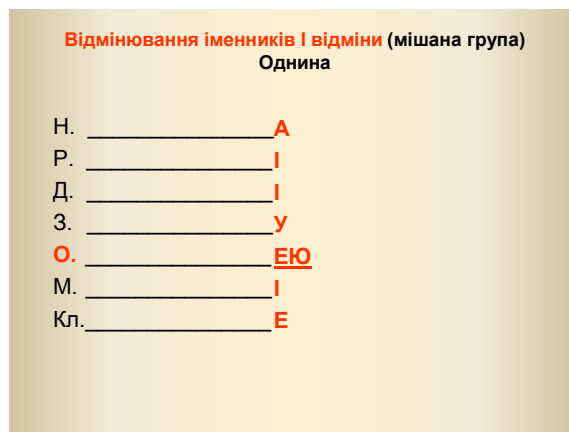 Відмінювання іменників І відміни (мішана група)
Однина
Н. _______________А
Р. _______________І
Д. _______________І
З. _______________У
О. _______________ЕЮ
М. _______________І
Кл._______________Е